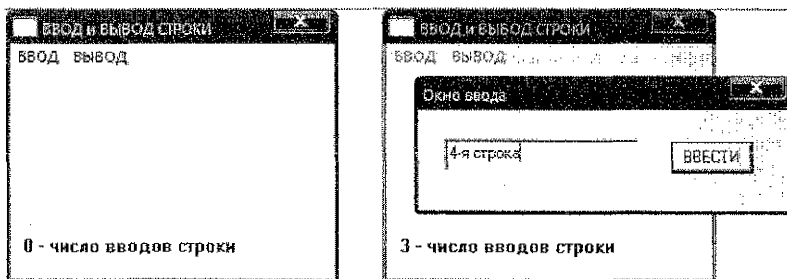 ВВОД и ВЫВОД СТРОКИ
ВВОД ВЫВОД
0 - число вводов строки
ВВОД и ВЫВОД СТРОКИ
ВВОД ВЫВОД
Окно ввода
4-я строка
ВВЕСТИ
3 - число вводов строки